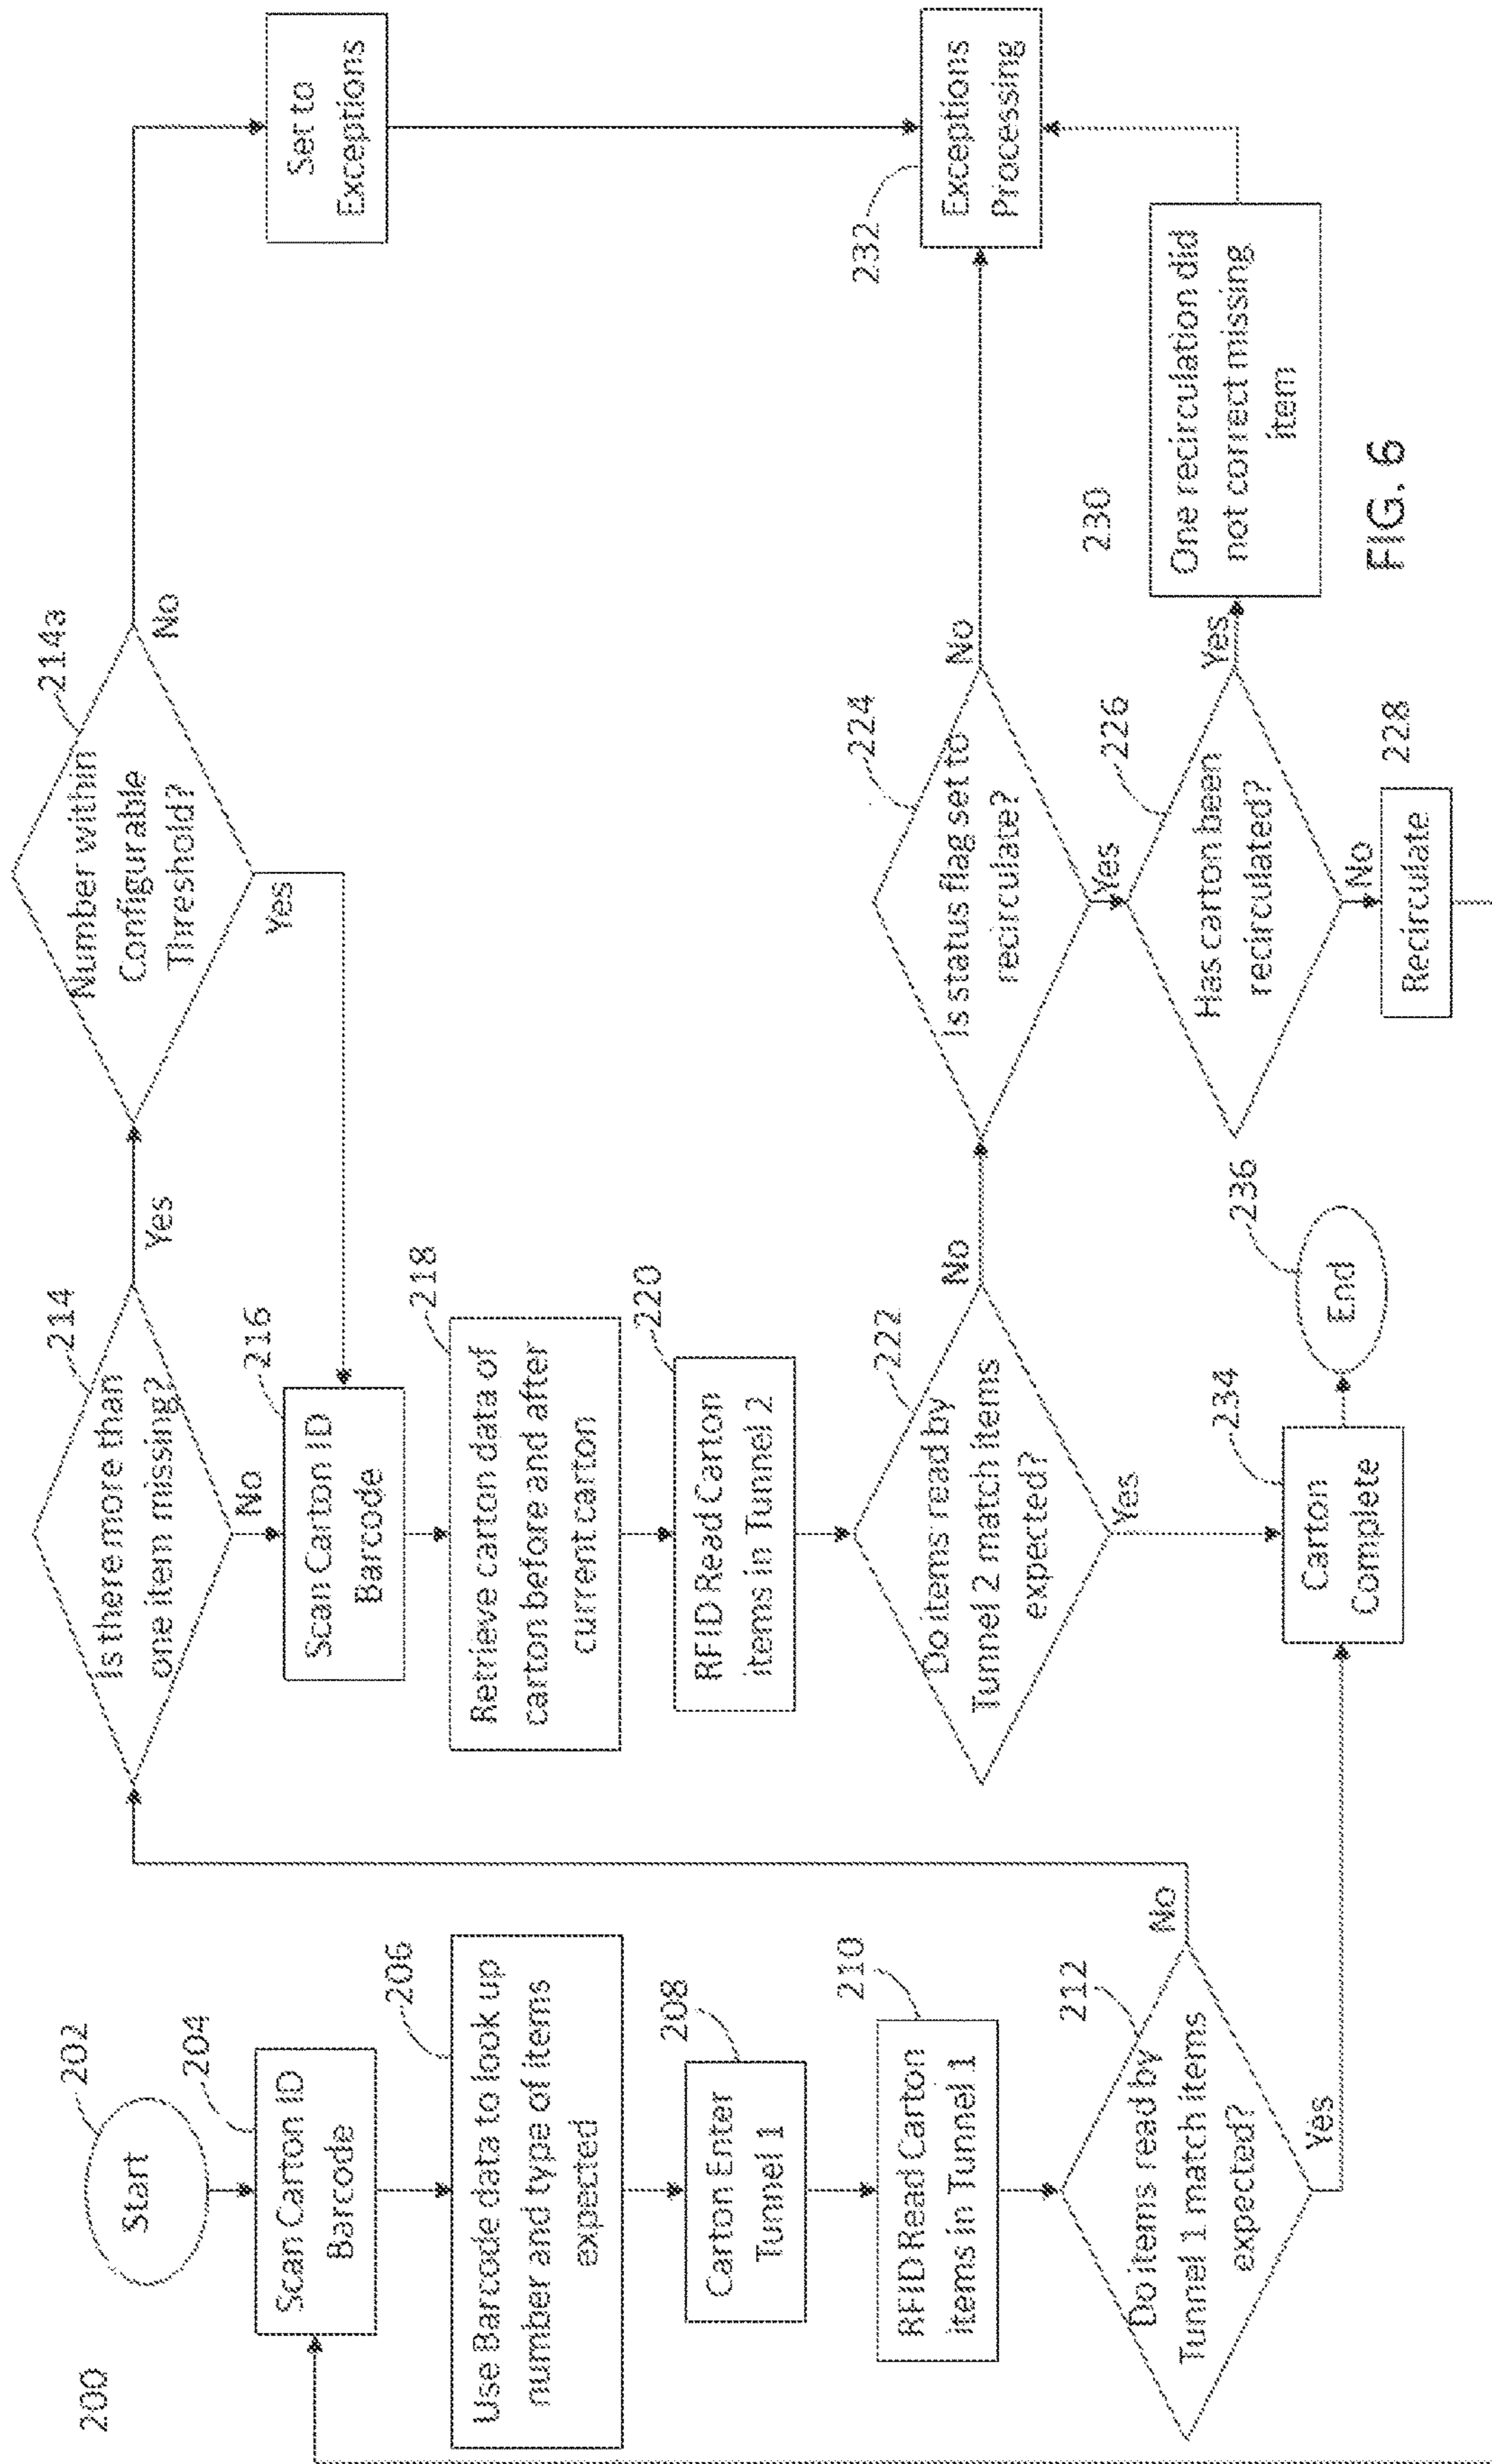 200
202
Start
204
Scan Carton ID
Barcode
206
Use Barcode data to look up
number and type of items
expected
208
Carton Enter
Tunnel 1
210
RFID Read Carton
items in Tunnel 1
212
Do items read by
Tunnel 1 match items
expected?
No
Yes
214
Is there more than
one item missing?
Yes
No
216
Scan Carton ID
Barcode
218
Retrieve carton data of
carton before and after
current carton
220
RFID Read Carton
items in Tunnel 2
222
Do items read by
Tunnel 2 match items
expected?
No
Yes
234
Carton
Complete
236
End
214a
Number within
Configurable
Threshold?
No
Yes
Set to
Exceptions
224
Is status flag set to
recirculate?
No
Yes
226
Has carton been
recirculated?
Yes
No
228
Recirculate
230
One recirculation did
not correct missing
item
232
Exceptions
Processing
FIG. 6